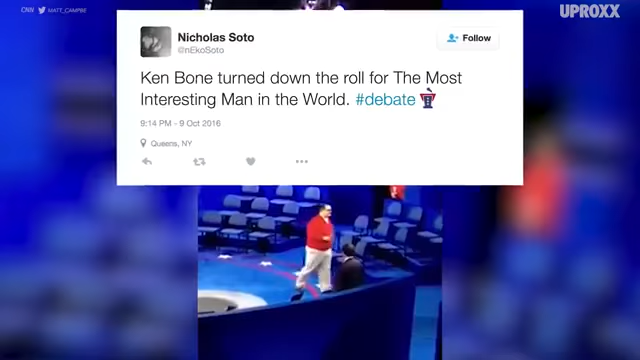 CNN MATT_CAMPBE
UPROXX
Nicholas Soto
@nEkoSoto
Follow
Ken Bone turned down the roll for The Most
Interesting Man in the World. #debate
9:14 PM - 9 Oct 2016
Queens, NY